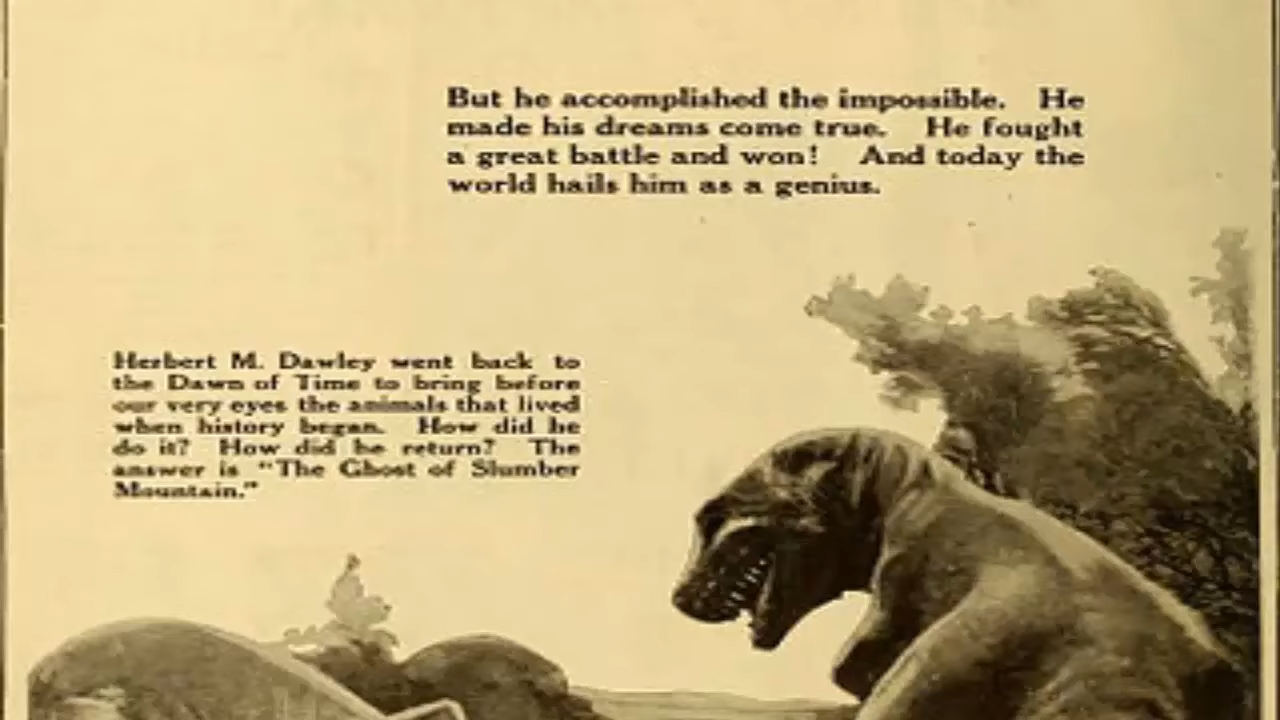 But he accomplished the impossible. He
made his dreams come true. He fought
a great battle and won! And today the
world hails him as a genius.
Herbert M. Dawley went back to
the Dawn of Time to bring before
our very eyes the animals that lived
when history began. How did he
do it? How did he return? The
answer is "The Ghost of Slumber
Mountain."